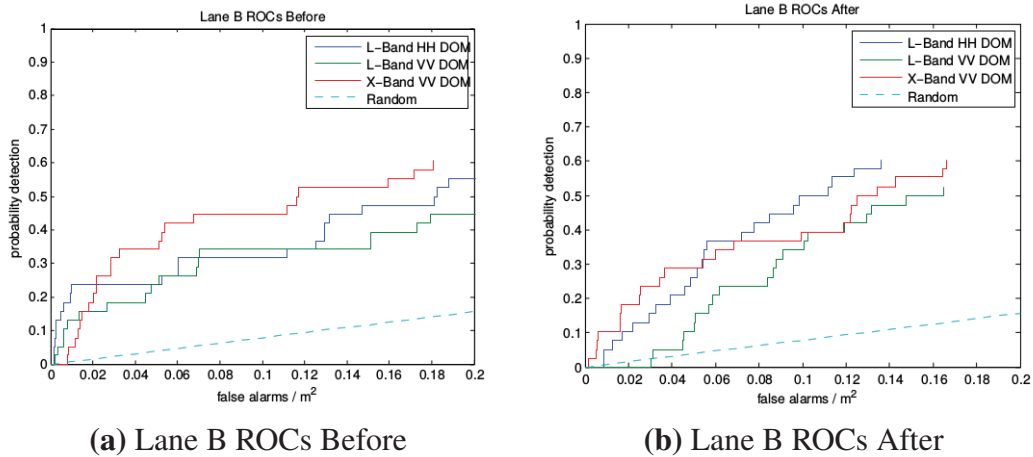 Lane B ROCs Before
1
0.9
0.8
0.7
0.6
0.5
0.4
0.3
0.2
0.1
0
probability detection
L-Band HH DOM
L-Band VV DOM
X-Band VV DOM
Random
0.02 0.04 0.06 0.08 0.1 0.12 0.14 0.16 0.18 0.2
false alarms / m²
(a) Lane B ROCs Before
Lane B ROCs After
1
0.9
0.8
0.7
0.6
0.5
0.4
0.3
0.2
0.1
0
probability detection
L-Band HH DOM
L-Band VV DOM
X-Band VV DOM
Random
0 0.02 0.04 0.06 0.08 0.1 0.12 0.14 0.16 0.18 0.2
false alarms / m²
(b) Lane B ROCs After